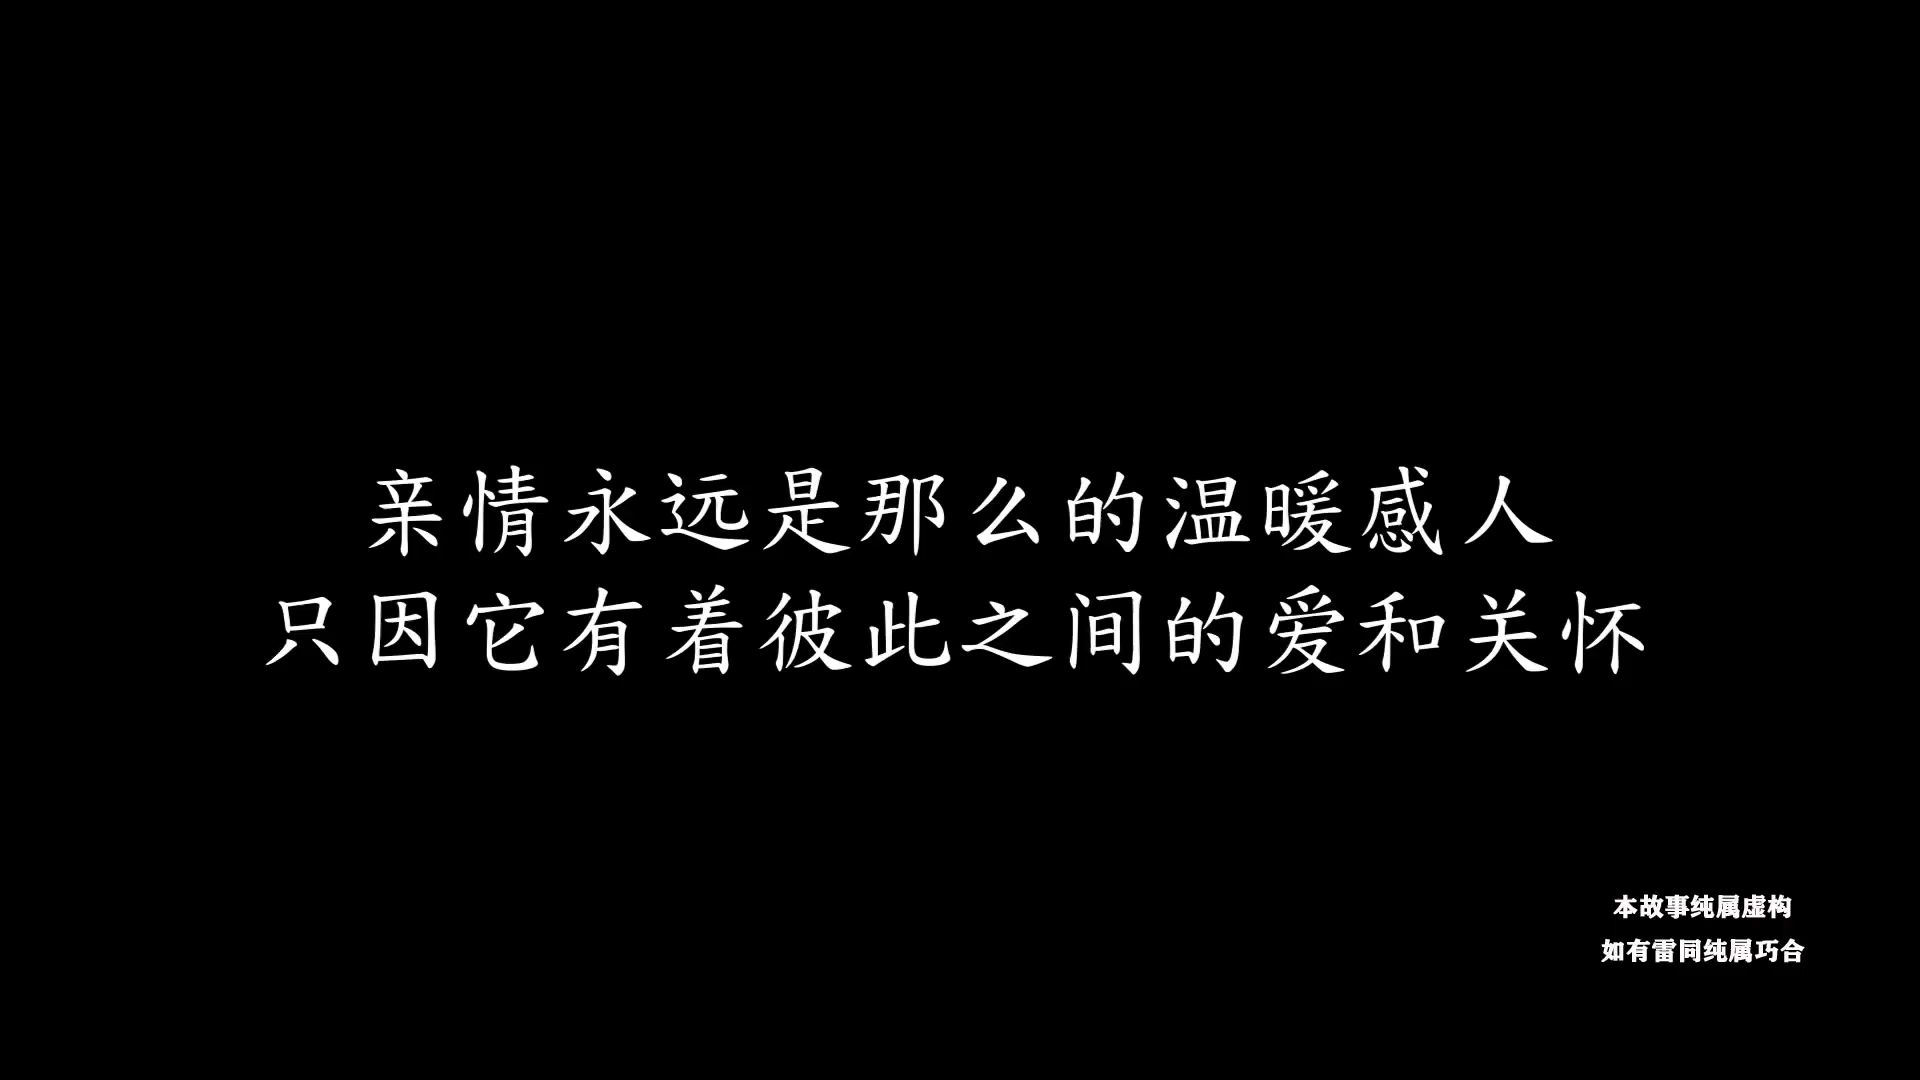 亲情永远是那么的温暖感人
只因它有着彼此之间的爱和关怀
本故事纯属虚构
如有雷同纯属巧合